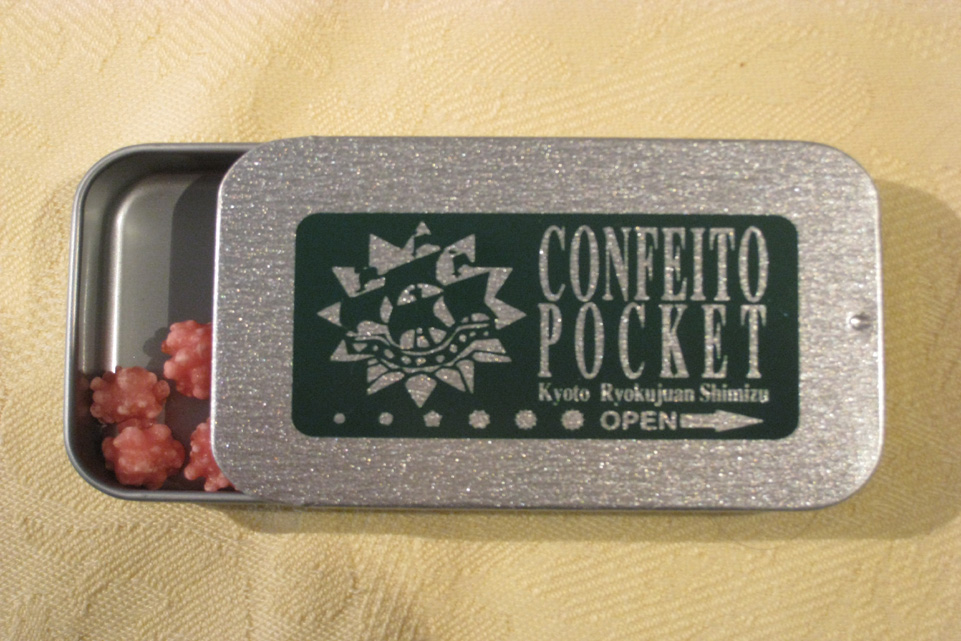 CONFEITO
POCKET
Kyoto Ryokujuan Shimizu
OPEN